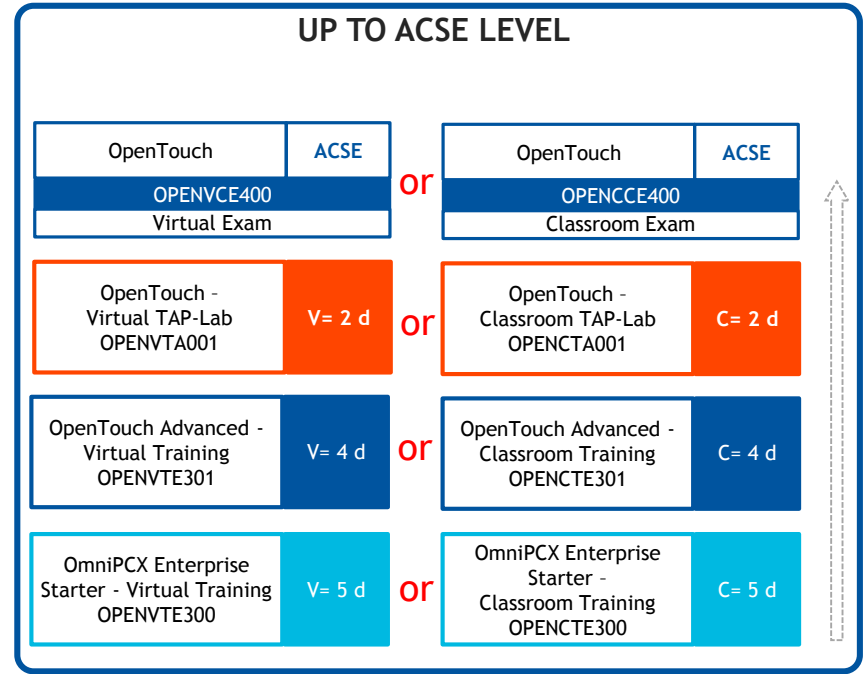 UP TO ACSE LEVEL
OpenTouch
ACSE
OPENVCE400
Virtual Exam
or
OpenTouch
ACSE
OPENCCE400
Classroom Exam
OpenTouch –
Virtual TAP-Lab
OPENVTA001
V= 2 d
or
OpenTouch –
Classroom TAP-Lab
OPENCTA001
C= 2 d
OpenTouch Advanced -
Virtual Training
OPENVTE301
V= 4 d
or
OpenTouch Advanced -
Classroom Training
OPENCTE301
C= 4 d
OmniPCX Enterprise
Starter - Virtual Training
OPENVTE300
V= 5 d
or
OmniPCX Enterprise
Starter –
Classroom Training
OPENCTE300
C= 5 d